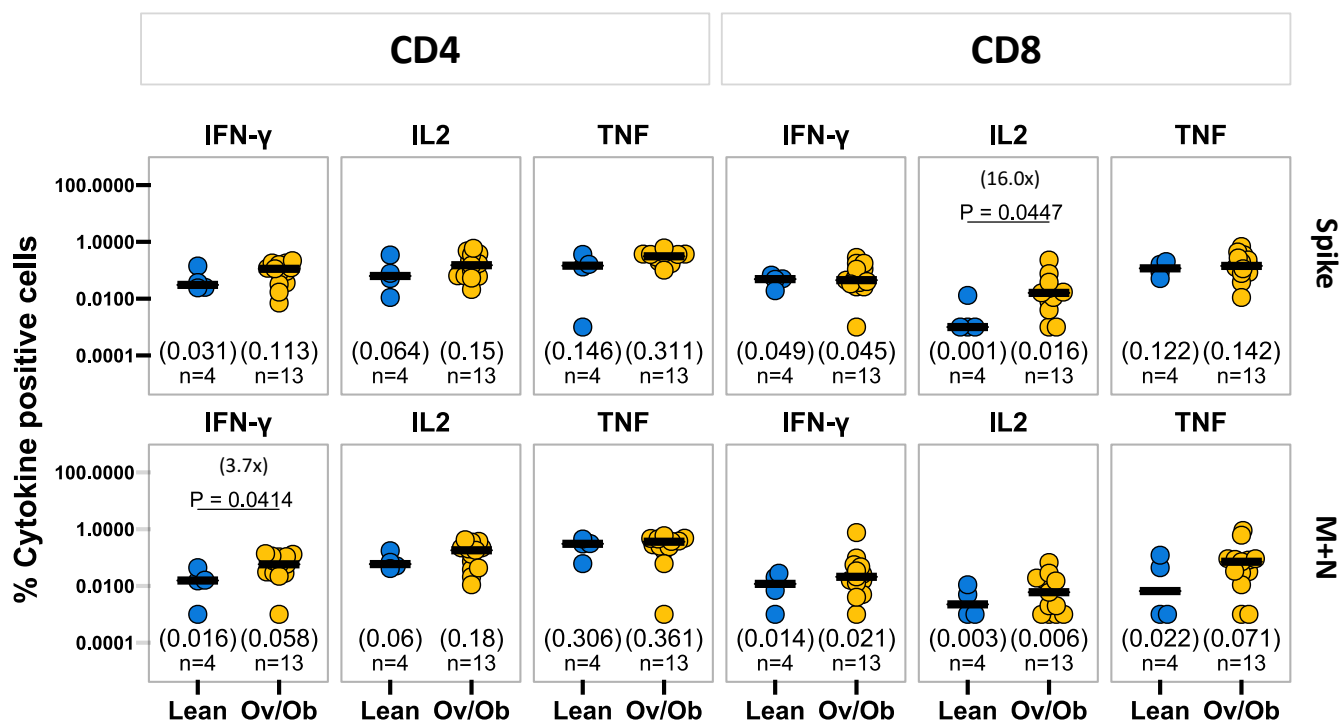 CD4 CD8
IFN-γ IL2 TNF IFN-γ IL2 TNF
% Cytokine positive cells
100.0000
1.0000
0.0100
0.0001
(16.0x)
P = 0.0447
(0.031) (0.113) (0.064) (0.15) (0.146) (0.311) (0.049) (0.045) (0.001) (0.016) (0.122) (0.142)
n=4 n=13 n=4 n=13 n=4 n=13 n=4 n=13 n=4 n=13 n=4 n=13
Spike
IFN-γ IL2 TNF IFN-γ IL2 TNF
100.0000
1.0000
0.0100
0.0001
(3.7x)
P = 0.0414
(0.016) (0.058) (0.06) (0.18) (0.306) (0.361) (0.014) (0.021) (0.003) (0.006) (0.022) (0.071)
n=4 n=13 n=4 n=13 n=4 n=13 n=4 n=13 n=4 n=13 n=4 n=13
M+N
Lean Ov/Ob Lean Ov/Ob Lean Ov/Ob Lean Ov/Ob Lean Ov/Ob Lean Ov/Ob